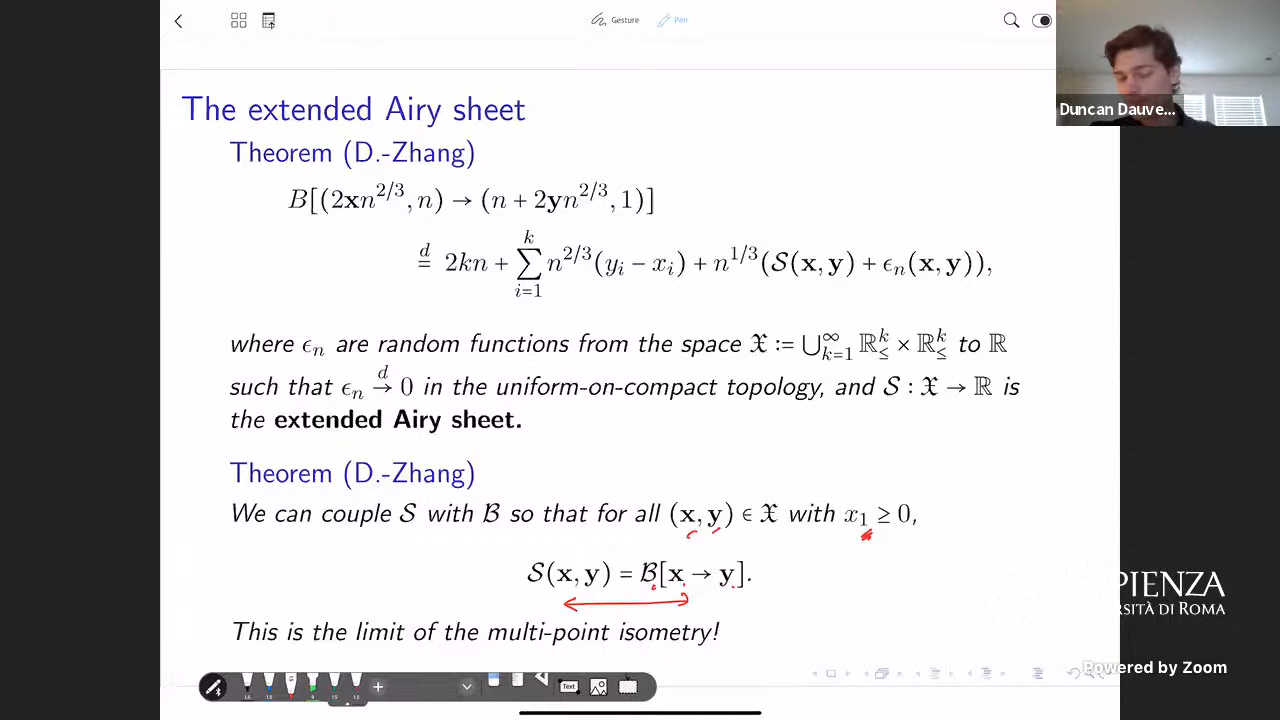 Gesture
Pen
Duncan Dauve...
The extended Airy sheet
Theorem (D.-Zhang)
B[(2𝐱n^{2/3}, n) → (n + 2𝐲n^{2/3}, 1)]
\stackrel{d}{=} 2kn + \sum_{i=1}^{k} n^{2/3}(y_i − x_i) + n^{1/3}(𝒮(𝐱, 𝐲) + ϵ_n(𝐱, 𝐲)),
where ϵ_n are random functions from the space 𝔛 := ⋃_{k=1}^{∞} ℝ^k_≤ × ℝ^k_≤ to ℝ
such that ϵ_n \stackrel{d}{→} 0 in the uniform-on-compact topology, and 𝒮 : 𝔛 → ℝ is
the extended Airy sheet.
Theorem (D.-Zhang)
We can couple 𝒮 with ℬ so that for all (𝐱, 𝐲) ∈ 𝔛 with x_1 ≥ 0,
𝒮(𝐱, 𝐲) = ℬ[𝐱 → 𝐲].
This is the limit of the multi-point isometry!
Text
Powered by Zoom